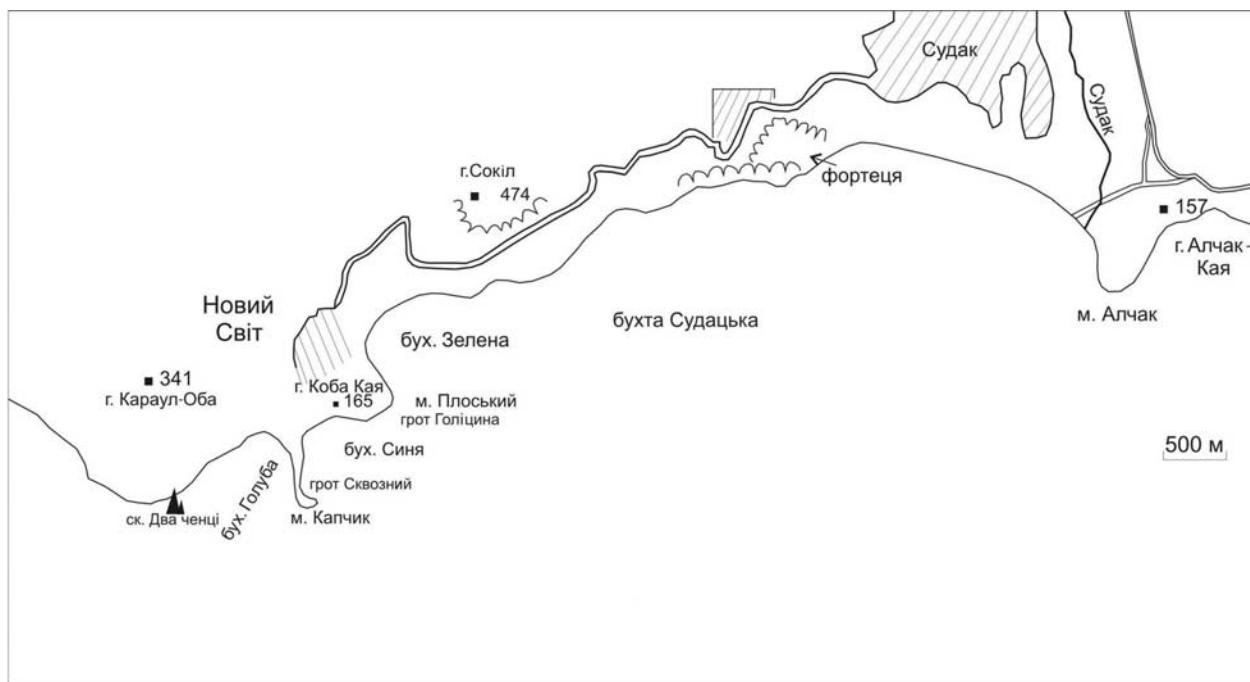 Судак
Судак
г.Сокіл
474
фортеця
157
г. Алчак-
Кая
Новий
Світ
бухта Судацька
м. Алчак
бух. Зелена
341
г. Караул-Оба
г. Коба Кая
165
м. Плоський
грот Голіцина
бух. Синя
500 м
бух. Голуба
грот Сквозний
ск. Два ченці
м. Капчик